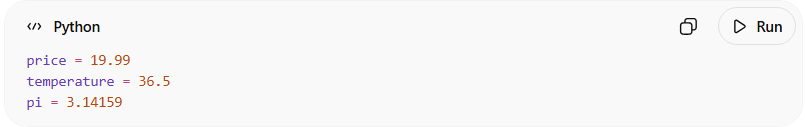 Python Run
price = 19.99
temperature = 36.5
pi = 3.14159